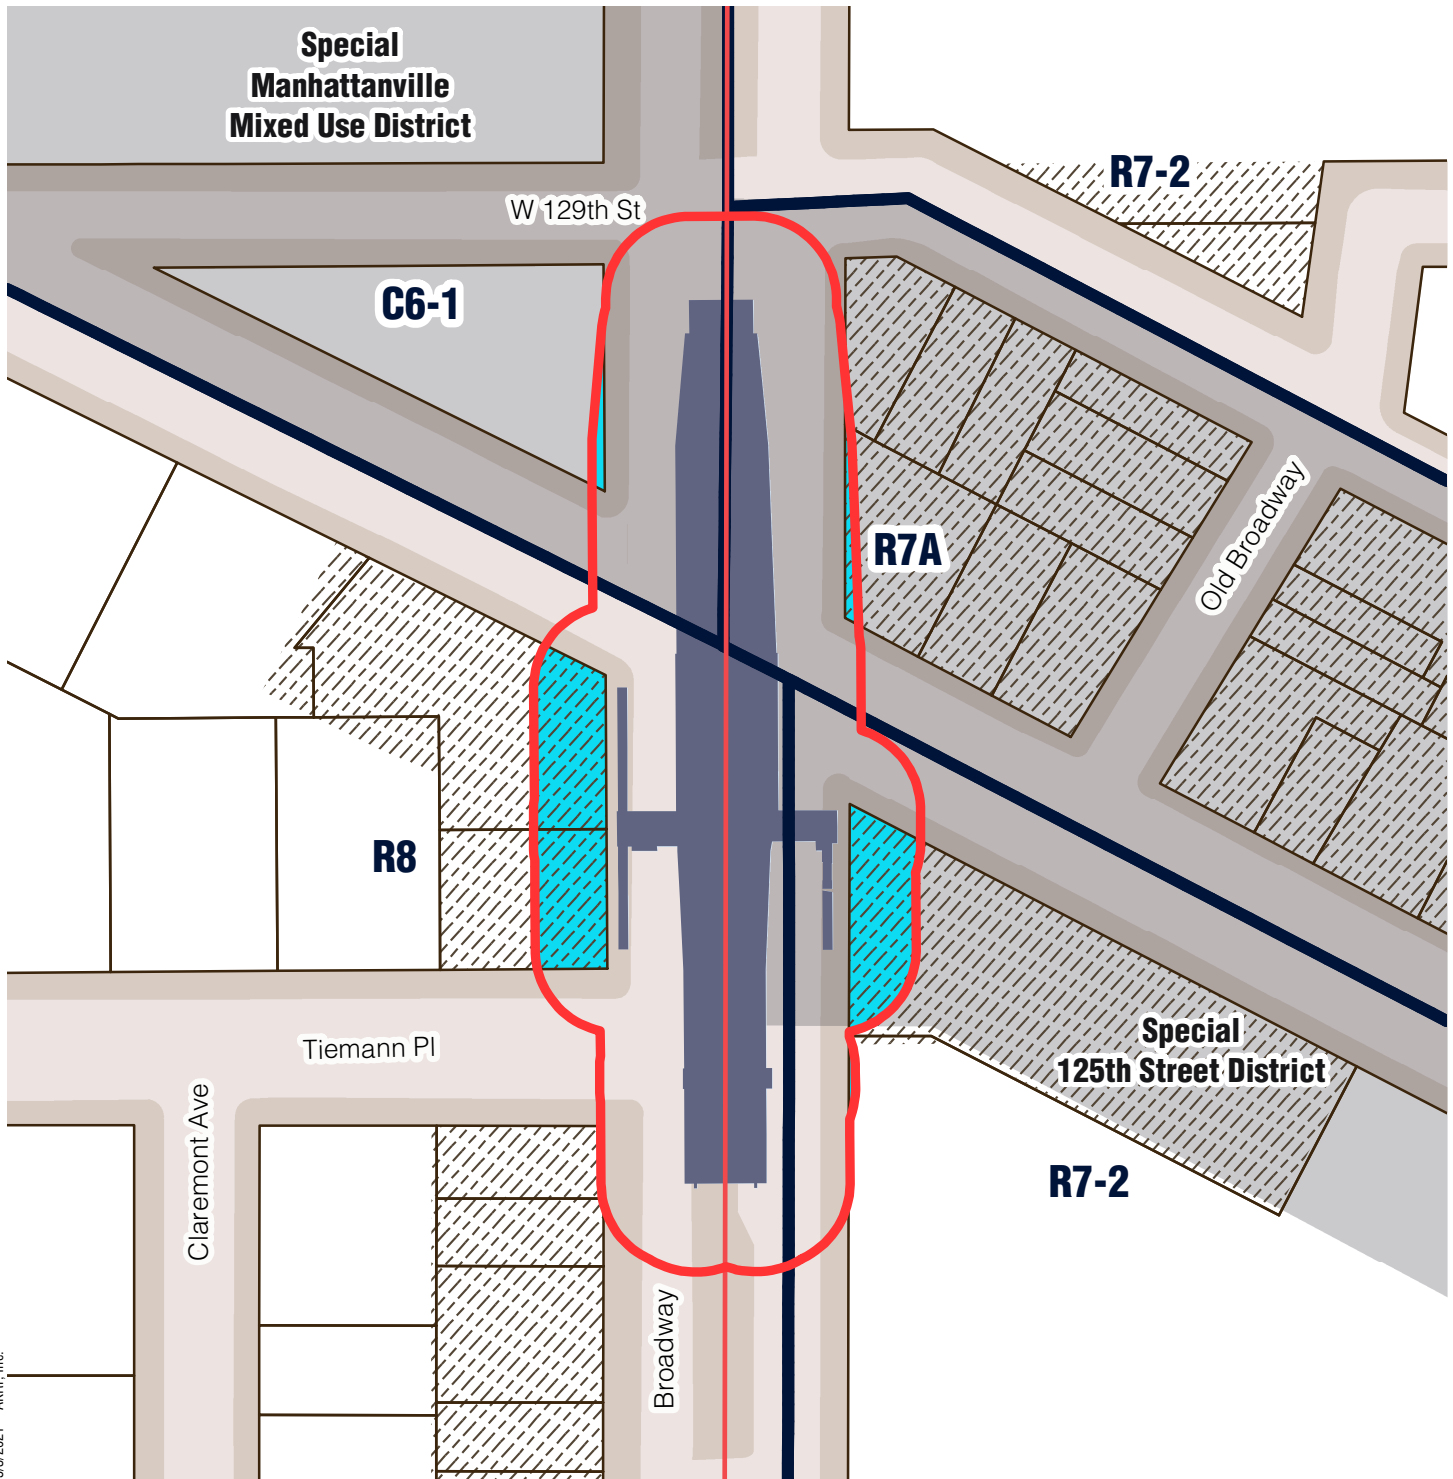 Special
Manhattanville
Mixed Use District
R7-2
W 129th St
C6-1
R7A
Old Broadway
R8
Special
125th Street District
Tiemann Pl
Claremont Ave
R7-2
Broadway